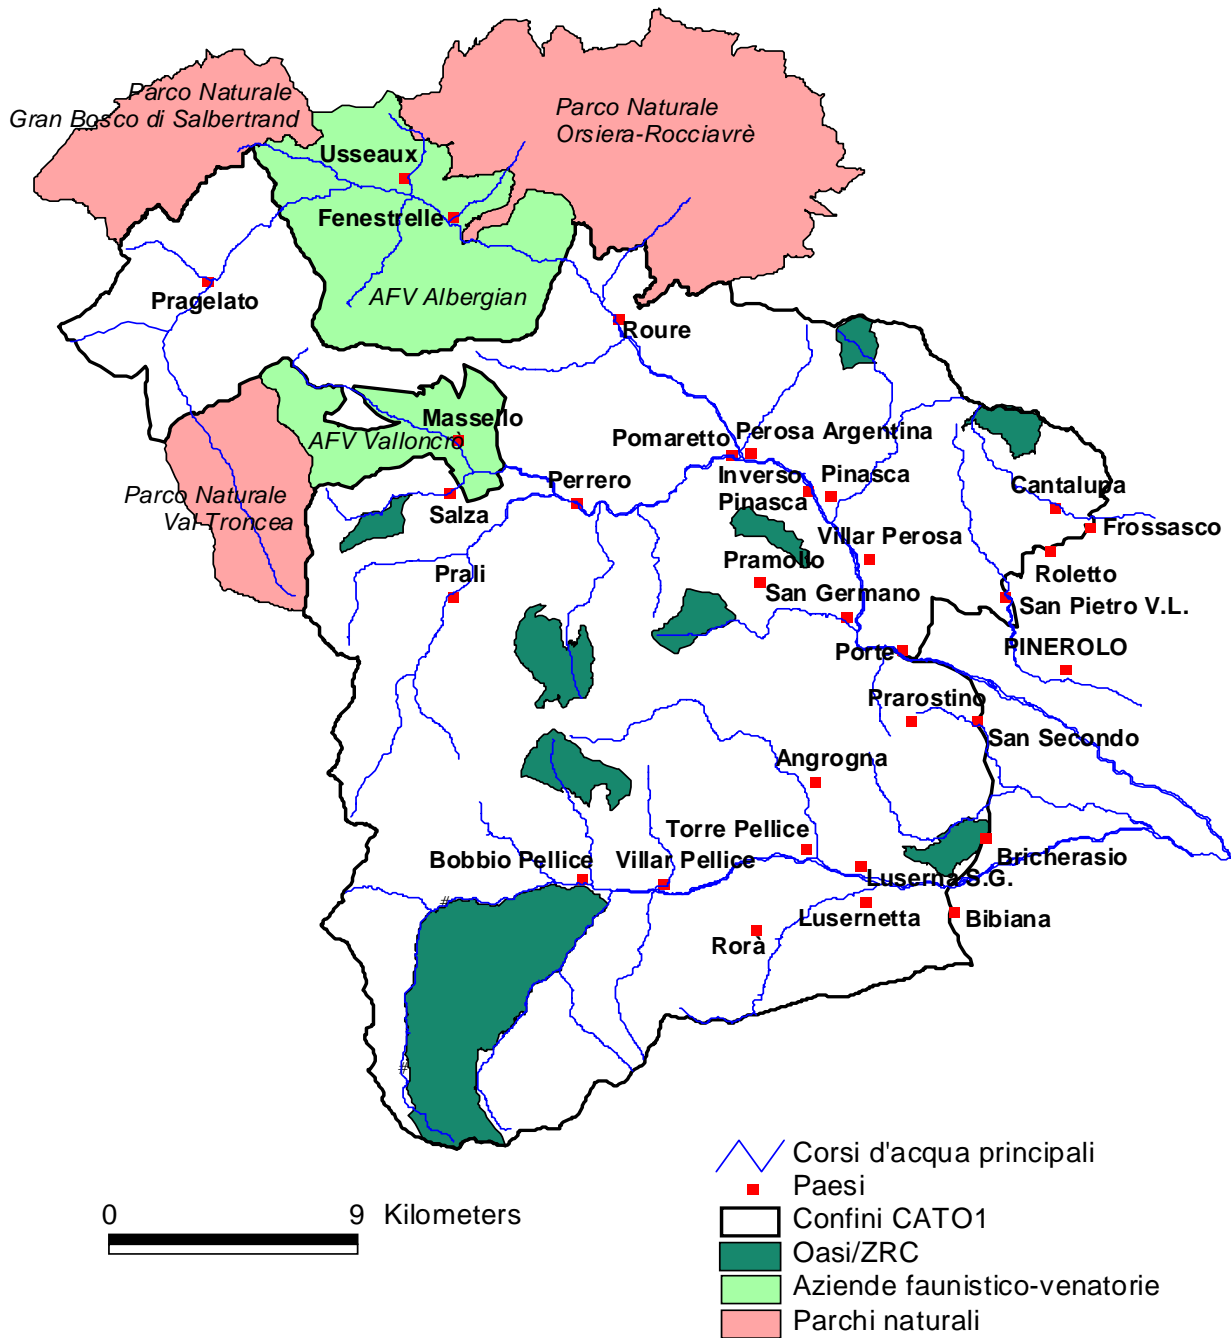 Parco Naturale
Gran Bosco di Salbertrand
Parco Naturale
Orsiera-Rocciavrè
Usseaux
Fenestrelle
Pragelato
AFV Albergian
Roure
Massello
AFV Valloncrò
Pomaretto
Perosa Argentina
Parco Naturale
Val Troncea
Salza
Perrero
Inverso
Pinasca
Pinasca
Cantalupa
Frossasco
Villar Perosa
Roletto
Prali
Pramollo
San Germano
San Pietro V.L.
Porte
PINEROLO
Prarostino
San Secondo
Angrogna
Torre Pellice
Bobbio Pellice
Villar Pellice
Bricherasio
Luserna S.G.
Lusernetta
Bibiana
Rorà
#
#
0 9 Kilometers
Corsi d'acqua principali
Paesi
Confini CATO1
Oasi/ZRC
Aziende faunistico-venatorie
Parchi naturali